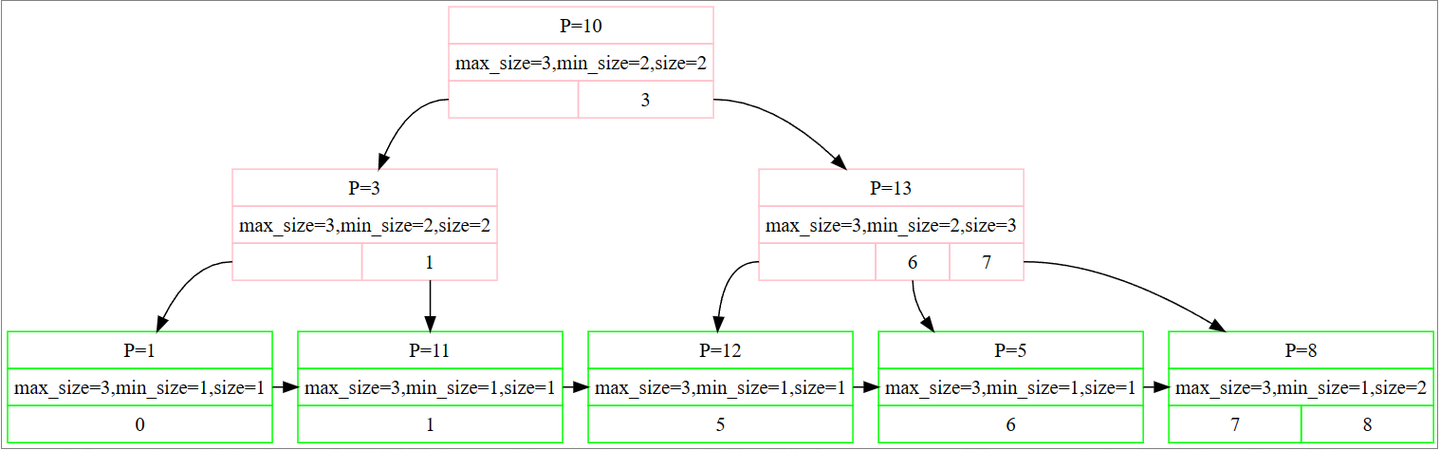 P=10
max_size=3,min_size=2,size=2
3
P=3
max_size=3,min_size=2,size=2
1
P=13
max_size=3,min_size=2,size=3
6 7
P=1
max_size=3,min_size=1,size=1
0
P=11
max_size=3,min_size=1,size=1
1
P=12
max_size=3,min_size=1,size=1
5
P=5
max_size=3,min_size=1,size=1
6
P=8
max_size=3,min_size=1,size=2
7 8